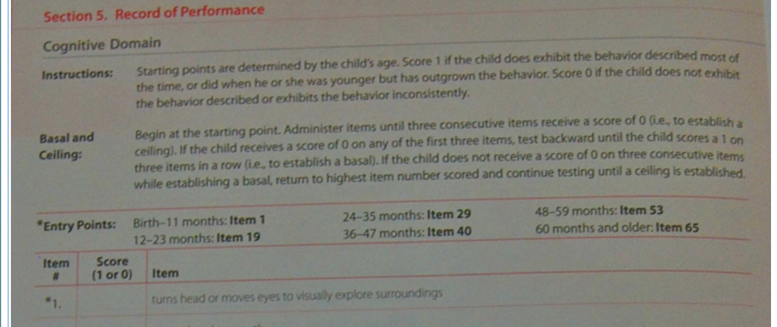 Section 5. Record of Performance
Cognitive Domain
Instructions: Starting points are determined by the child's age. Score 1 if the child does exhibit the behavior described most of
the time, or did when he or she was younger but has outgrown the behavior. Score 0 if the child does not exhibit
the behavior described or exhibits the behavior inconsistently.
Basal and Ceiling: Begin at the starting point. Administer items until three consecutive items receive a score of 0 (i.e., to establish a
ceiling). If the child receives a score of 0 on any of the first three items, test backward until the child scores a 1 on
three items in a row (i.e., to establish a basal). If the child does not receive a score of 0 on three consecutive items
while establishing a basal, return to highest item number scored and continue testing until a ceiling is established.
*Entry Points: Birth–11 months: Item 1 24–35 months: Item 29 48–59 months: Item 53
12–23 months: Item 19 36–47 months: Item 40 60 months and older: Item 65
Item # Score (1 or 0) Item
*1. turns head or moves eyes to visually explore surroundings